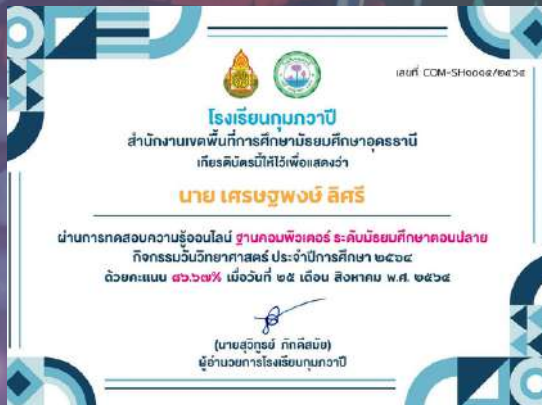 เลขที่ COM-SH๐๐๐๕/๒๕๖๔
โรงเรียนกุมภวาปี
สำนักงานเขตพื้นที่การศึกษามัธยมศึกษาอุดรธานี
เกียรติบัตรนี้ให้ไว้เพื่อแสดงว่า
นาย เศรษฐพงษ์ ลิศรี
ผ่านการทดสอบความรู้ออนไลน์ ฐานคอมพิวเตอร์ ระดับมัธยมศึกษาตอนปลาย
กิจกรรมวันวิทยาศาสตร์ ประจำปีการศึกษา ๒๕๖๔
ด้วยคะแนน ๘๖.๖๗% เมื่อวันที่ ๒๕ เดือน สิงหาคม พ.ศ. ๒๕๖๔
(นายสุวิทูรย์ ภักดีสมัย)
ผู้อำนวยการโรงเรียนกุมภวาปี